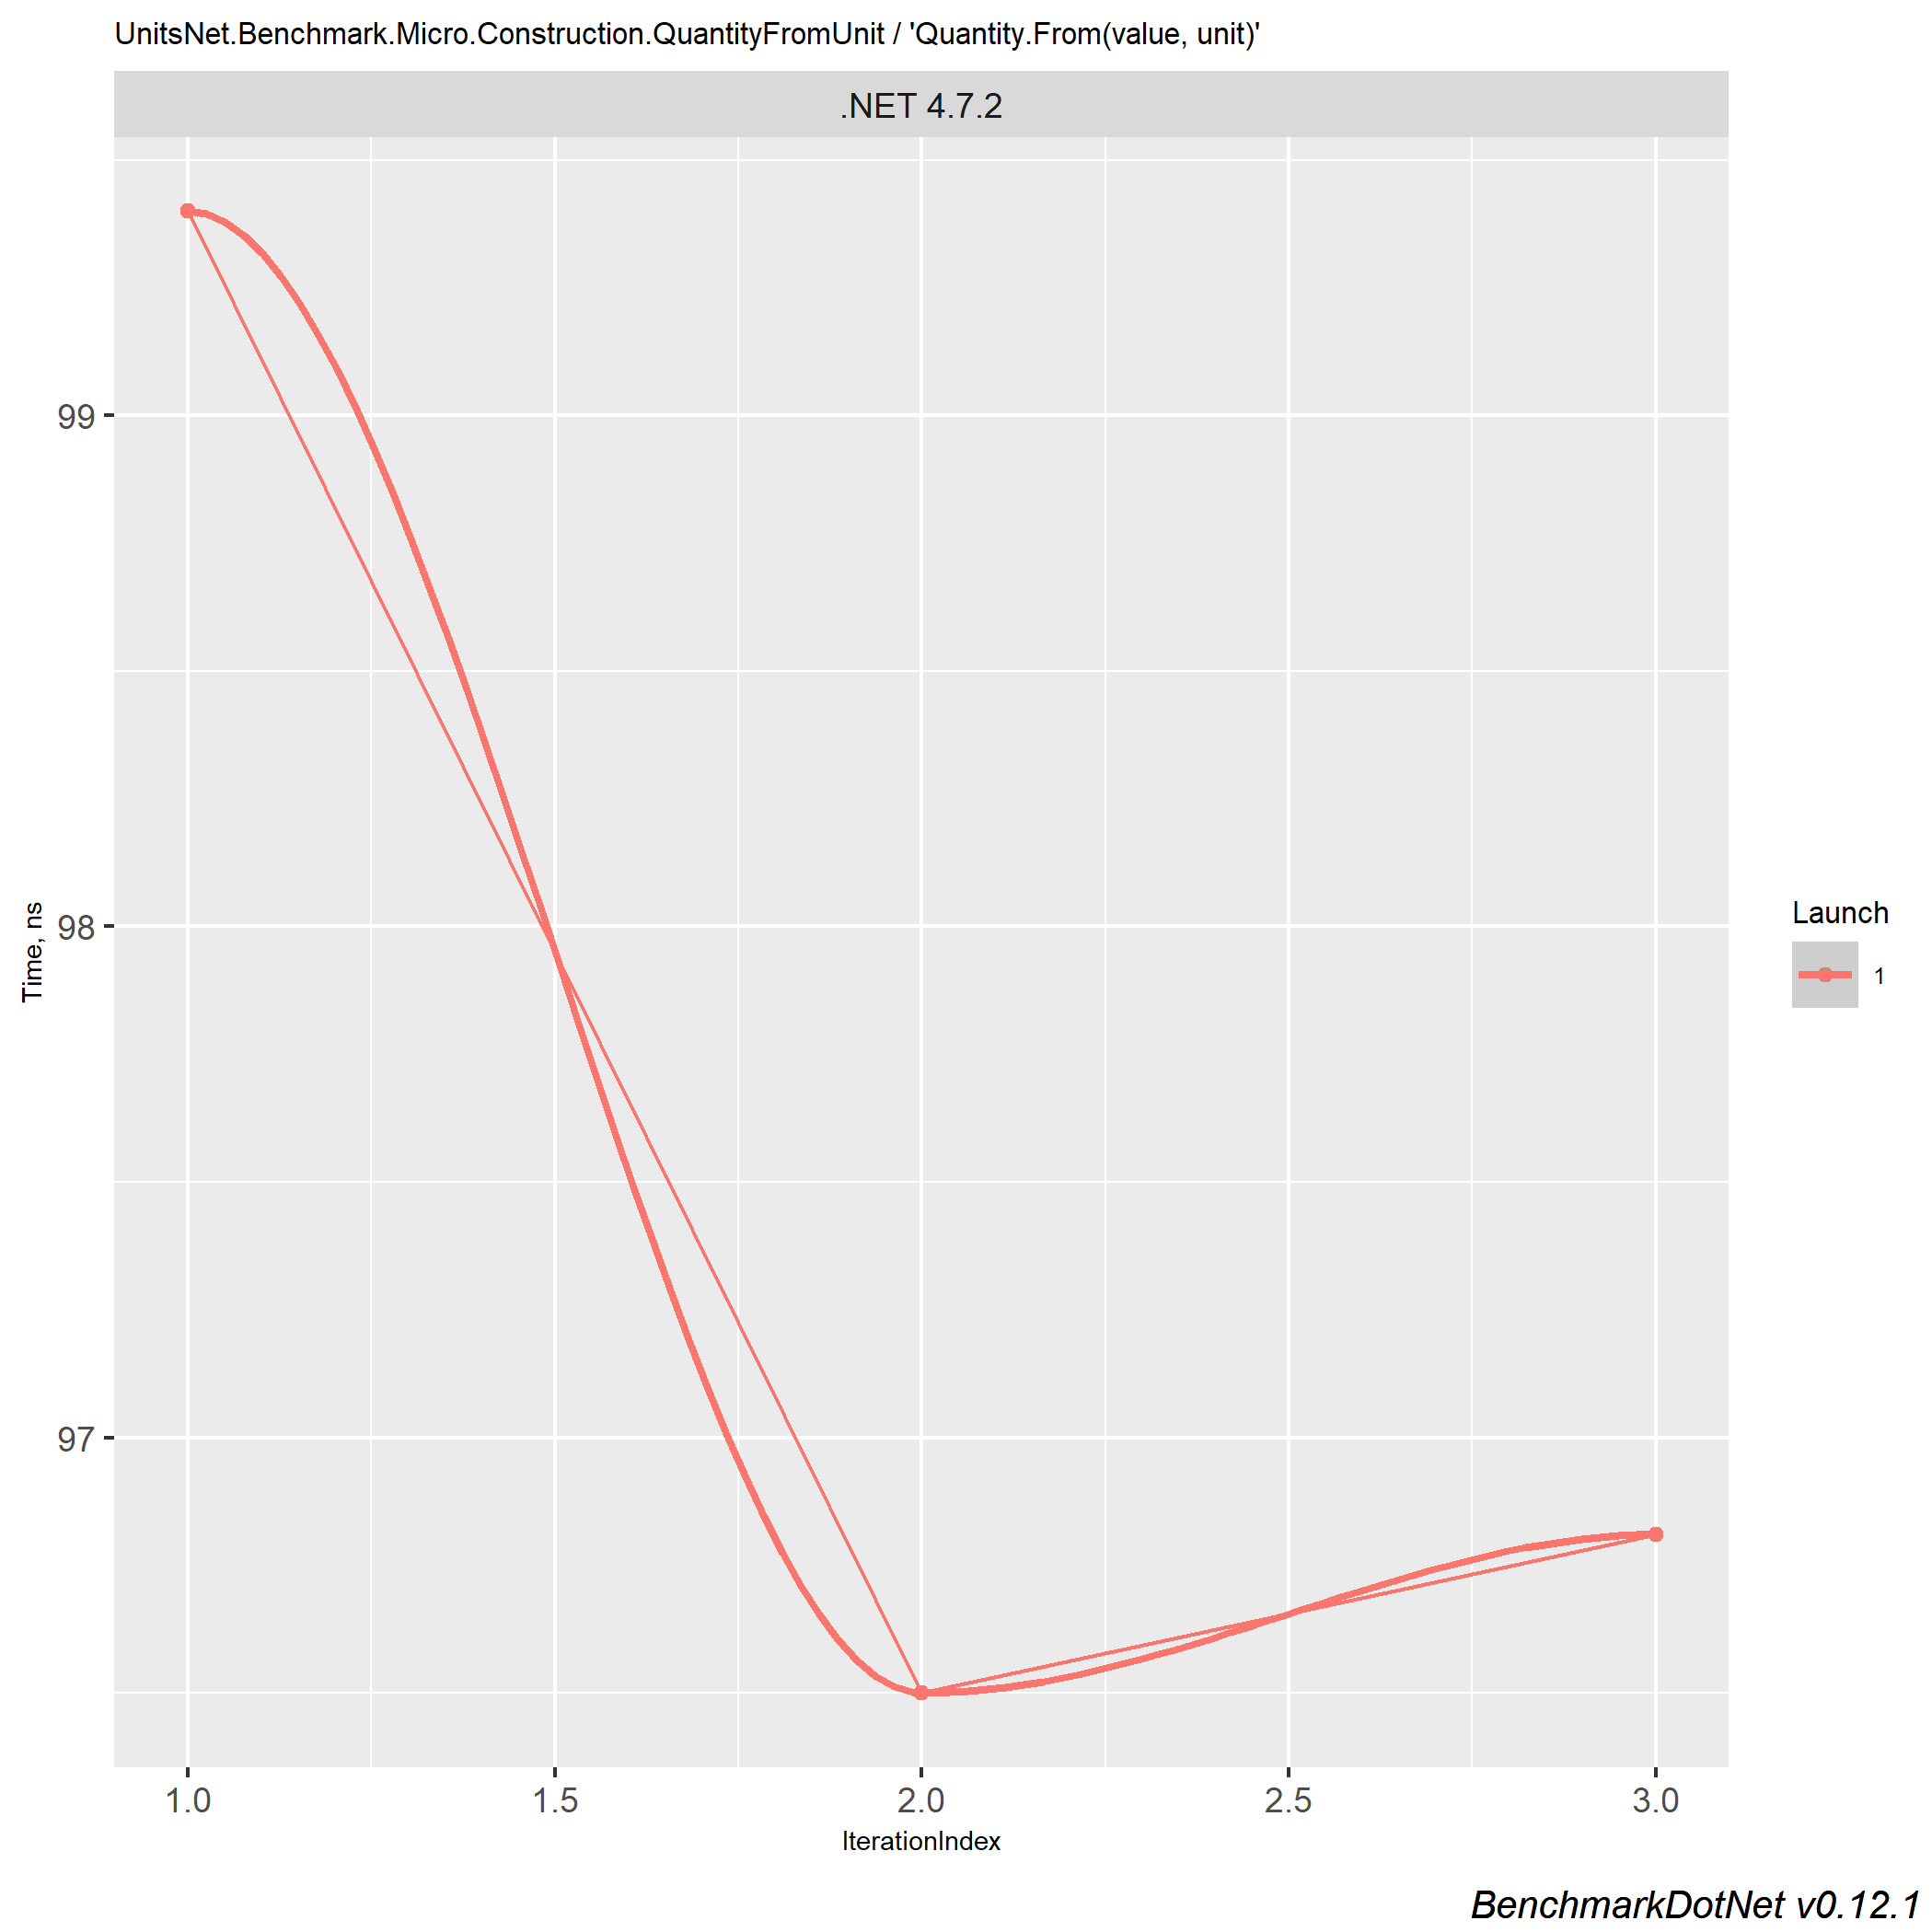 UnitsNet.Benchmark.Micro.Construction.QuantityFromUnit / 'Quantity.From(value, unit)'
.NET 4.7.2
99
98
97
Time, ns
1.0 1.5 2.0 2.5 3.0
IterationIndex
Launch
1
BenchmarkDotNet v0.12.1